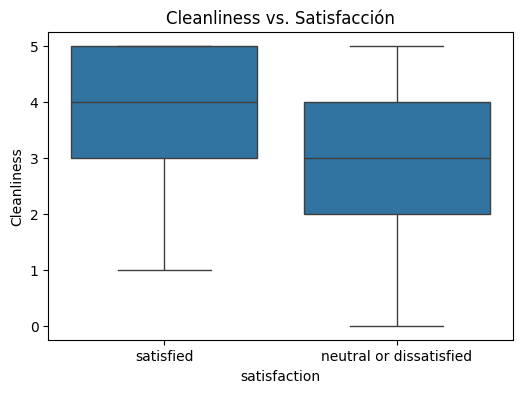 Cleanliness vs. Satisfacción
5
4
3
2
1
0
Cleanliness
satisfied
neutral or dissatisfied
satisfaction